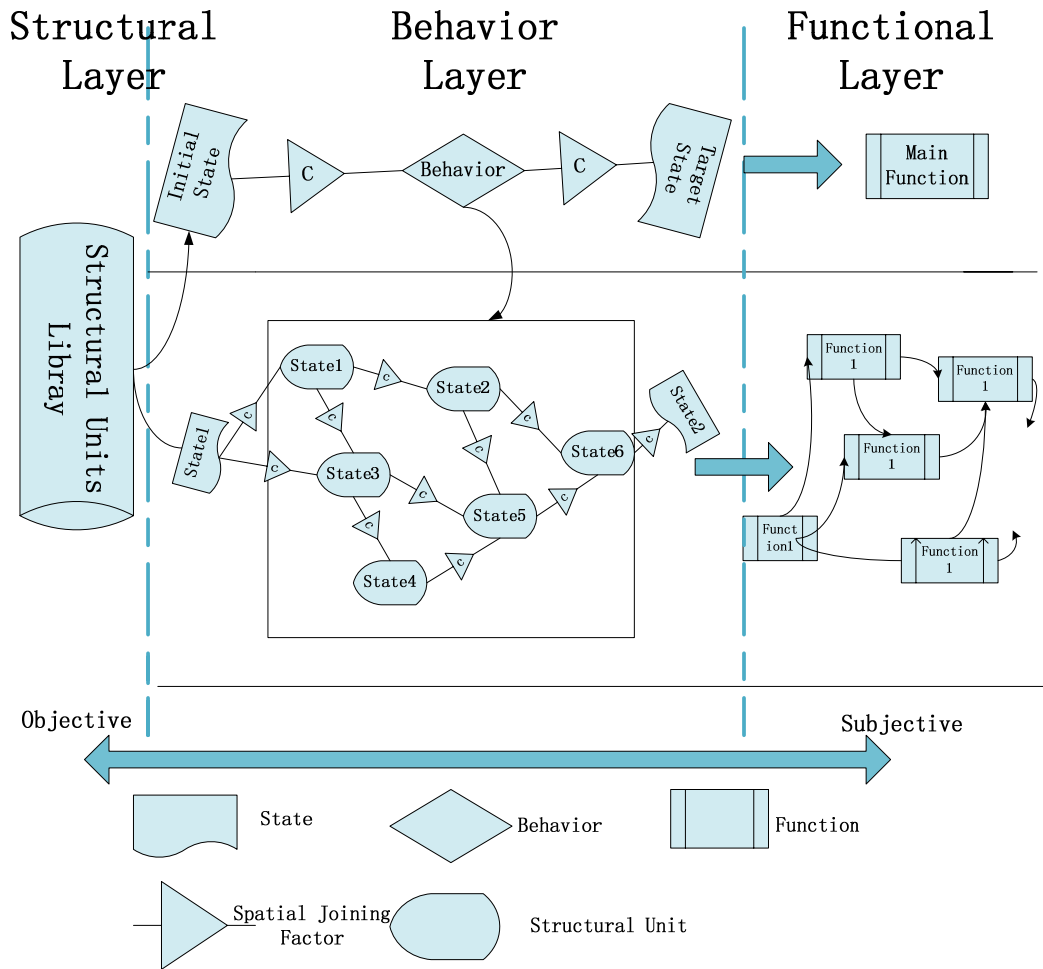 Structural
Layer
Behavior
Layer
Functional
Layer
Initial
State
C
Behavior
C
Target
State
Main
Function
Structural Units
Libray
State1
c
c
State1
c
State2
c
c
c
State3
c
c
State4
c
State5
c
State6
c
State2
Function
1
Function
1
Function
1
Funct
ion1
Function
1
Objective
Subjective
State
Behavior
Function
Spatial Joining
Factor
Structural Unit